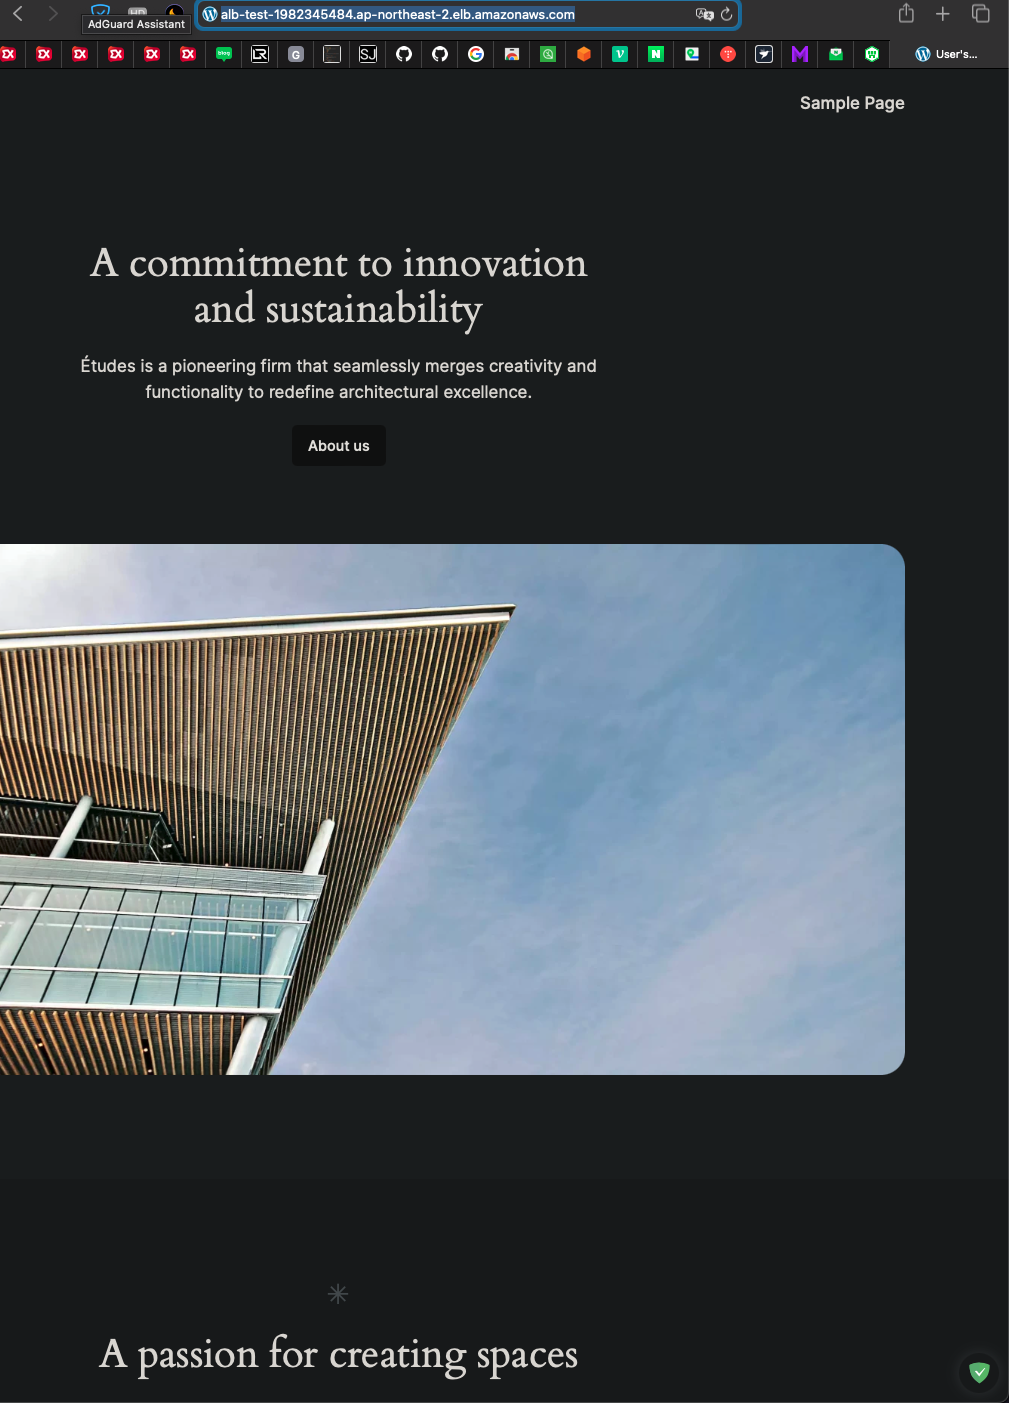 alb-test-1982345484.ap-northeast-2.elb.amazonaws.com
AdGuard Assistant
User's...
Sample Page
A commitment to innovation
and sustainability
Études is a pioneering firm that seamlessly merges creativity and
functionality to redefine architectural excellence.
About us
A passion for creating spaces